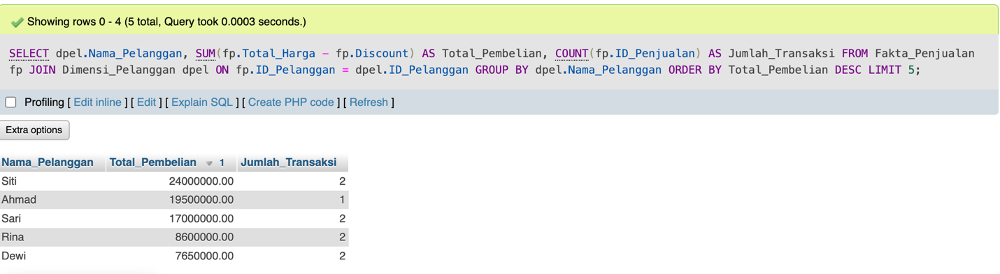 Showing rows 0 - 4 (5 total, Query took 0.0003 seconds.)
SELECT dpel.Nama_Pelanggan, SUM(fp.Total_Harga - fp.Discount) AS Total_Pembelian, COUNT(fp.ID_Penjualan) AS Jumlah_Transaksi FROM Fakta_Penjualan
fp JOIN Dimensi_Pelanggan dpel ON fp.ID_Pelanggan = dpel.ID_Pelanggan GROUP BY dpel.Nama_Pelanggan ORDER BY Total_Pembelian DESC LIMIT 5;
Profiling [ Edit inline ] [ Edit ] [ Explain SQL ] [ Create PHP code ] [ Refresh ]
Extra options
Nama_Pelanggan Total_Pembelian 1 Jumlah_Transaksi
Siti 24000000.00 2
Ahmad 19500000.00 1
Sari 17000000.00 2
Rina 8600000.00 2
Dewi 7650000.00 2